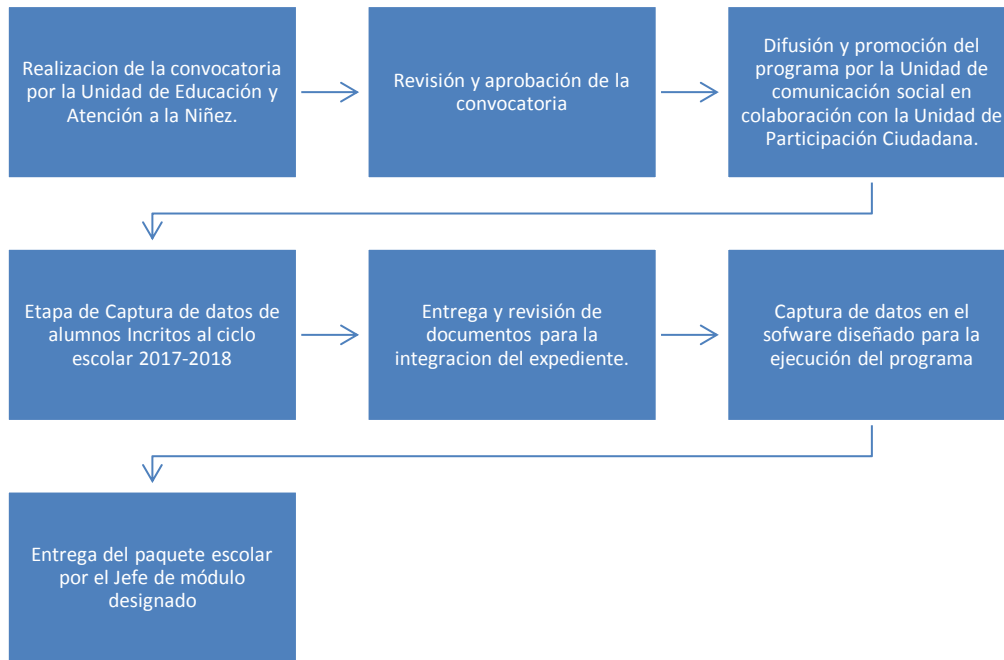 Realizacion de la convocatoria
por la Unidad de Educación y
Atención a la Niñez.
Revisión y aprobación de la
convocatoria
Difusión y promoción del
programa por la Unidad de
comunicación social en
colaboración con la Unidad de
Participación Ciudadana.
Etapa de Captura de datos de
alumnos Incritos al ciclo
escolar 2017-2018
Entrega y revisión de
documentos para la
integracion del expediente.
Captura de datos en el
sofware diseñado para la
ejecución del programa
Entrega del paquete escolar
por el Jefe de módulo
designado